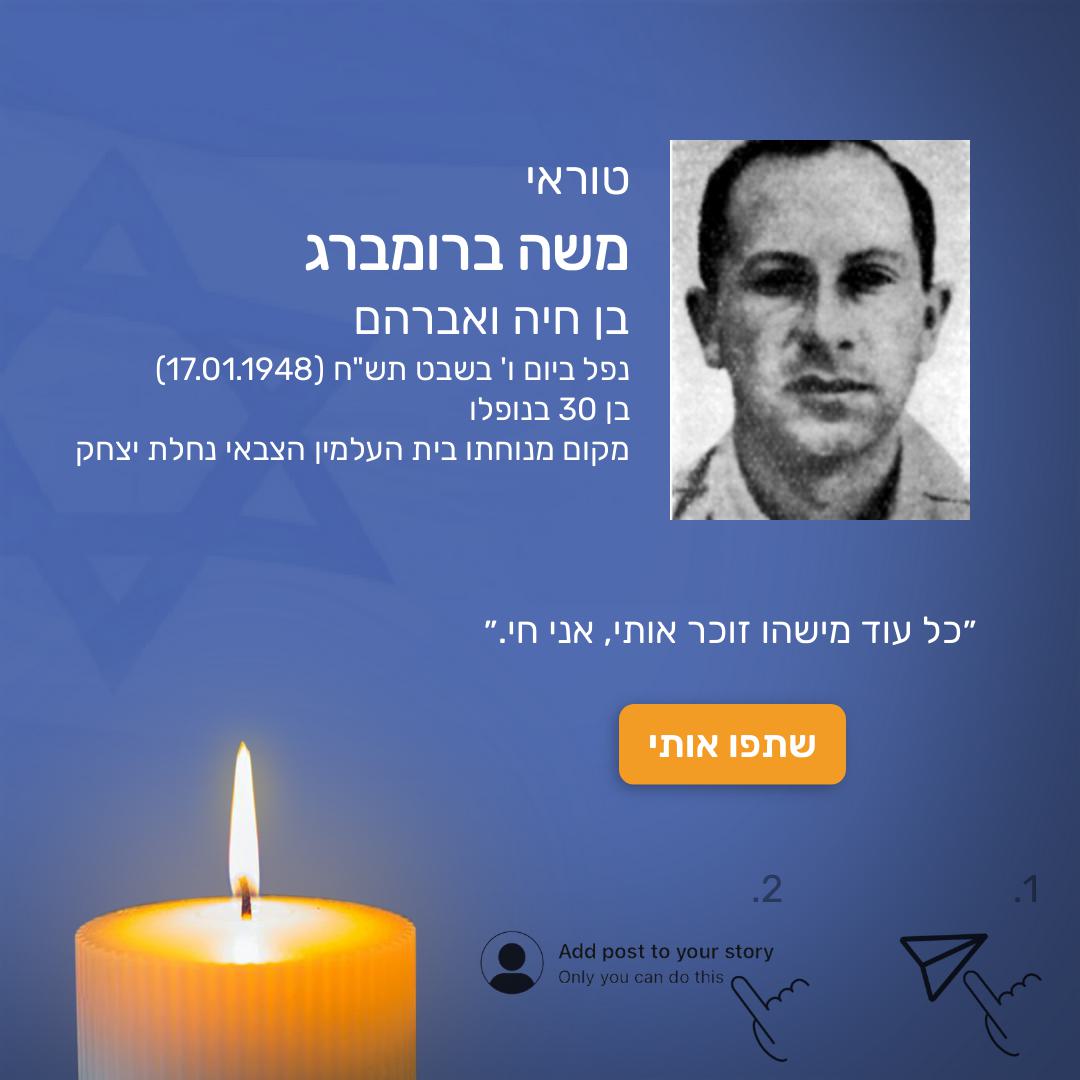 טוראי
משה ברומברג
בן חיה ואברהם
נפל ביום ו' בשבט תש"ח (17.01.1948)
בן 30 בנופלו
מקום מנוחתו בית העלמין הצבאי נחלת יצחק
״כל עוד מישהו זוכר אותי, אני חי.״
שתפו אותי
.1
.2
Add post to your story
Only you can do this